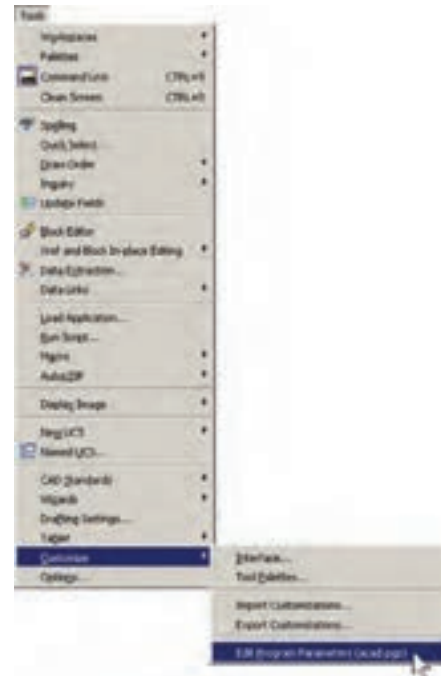 Tools
Workspaces
Palettes
Command Line CTRL+9
Clean Screen CTRL+0
Spelling
Quick Select...
Draw Order
Inquiry
Update Fields
Block Editor
Xref and Block In-place Editing
Data Extraction...
Data Links
Load Application...
Run Script...
Macro
AutoLISP
Display Image
New UCS
Named UCS...
CAD Standards
Wizards
Drafting Settings...
Tablet
Customize
Options...
Interface...
Tool Palettes...
Import Customizations...
Export Customizations...
Edit Program Parameters (acad.pgp)